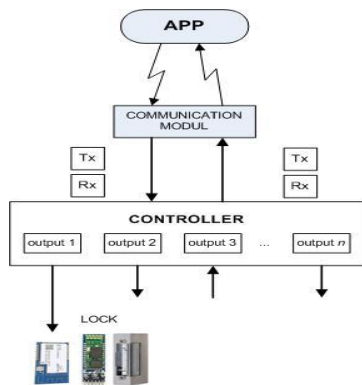 APP
COMMUNICATION
MODUL
Tx Tx
Rx Rx
CONTROLLER
output 1 output 2 output 3 ... output n
LOCK